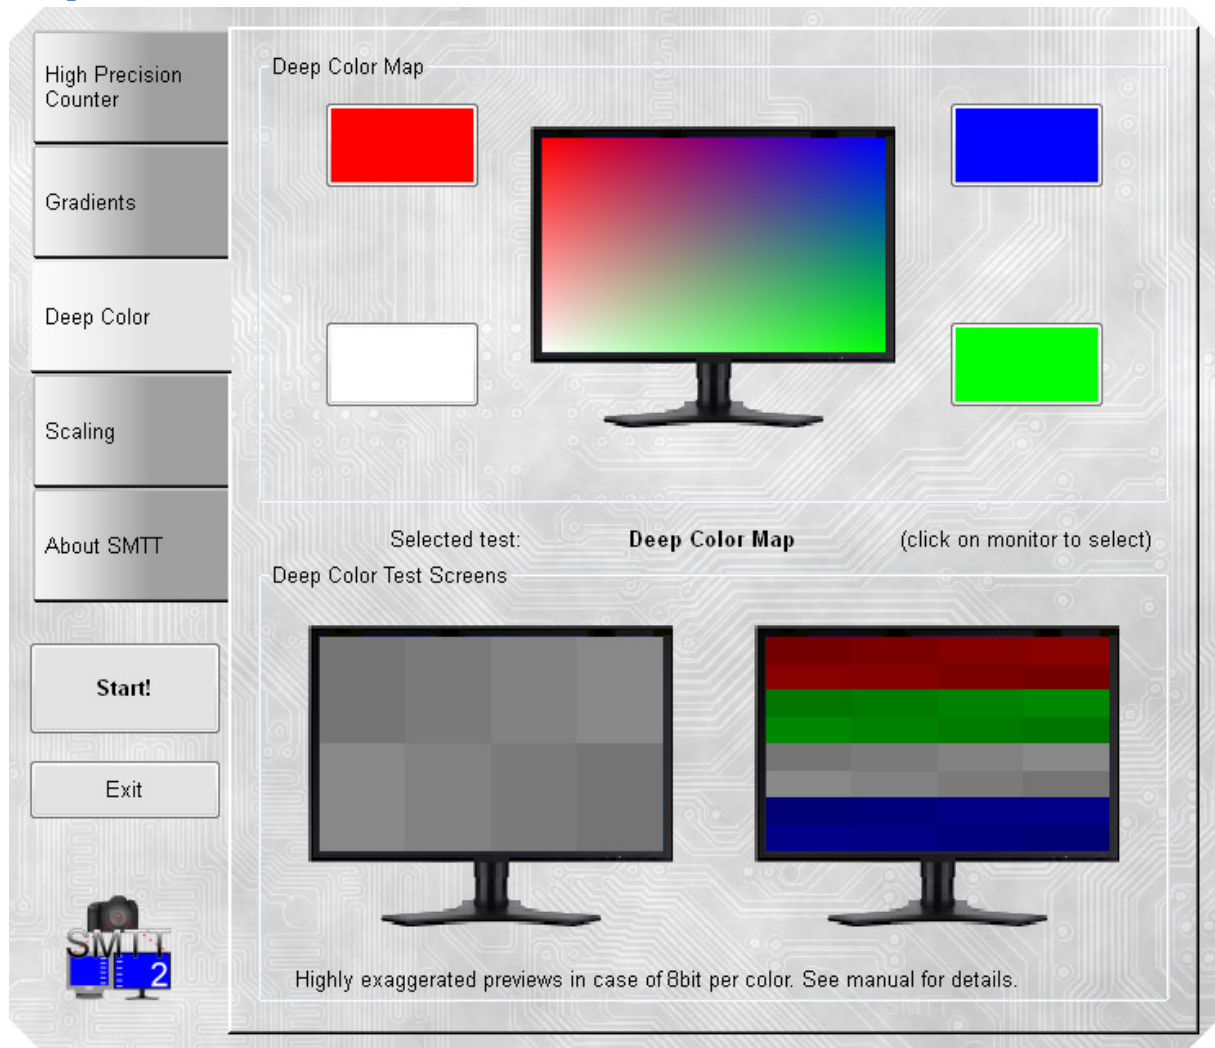 High Precision
Counter
Gradients
Deep Color
Scaling
About SMTT
Start!
Exit
SMTT
2
Deep Color Map
Selected test: Deep Color Map (click on monitor to select)
Deep Color Test Screens
Highly exaggerated previews in case of 8bit per color. See manual for details.